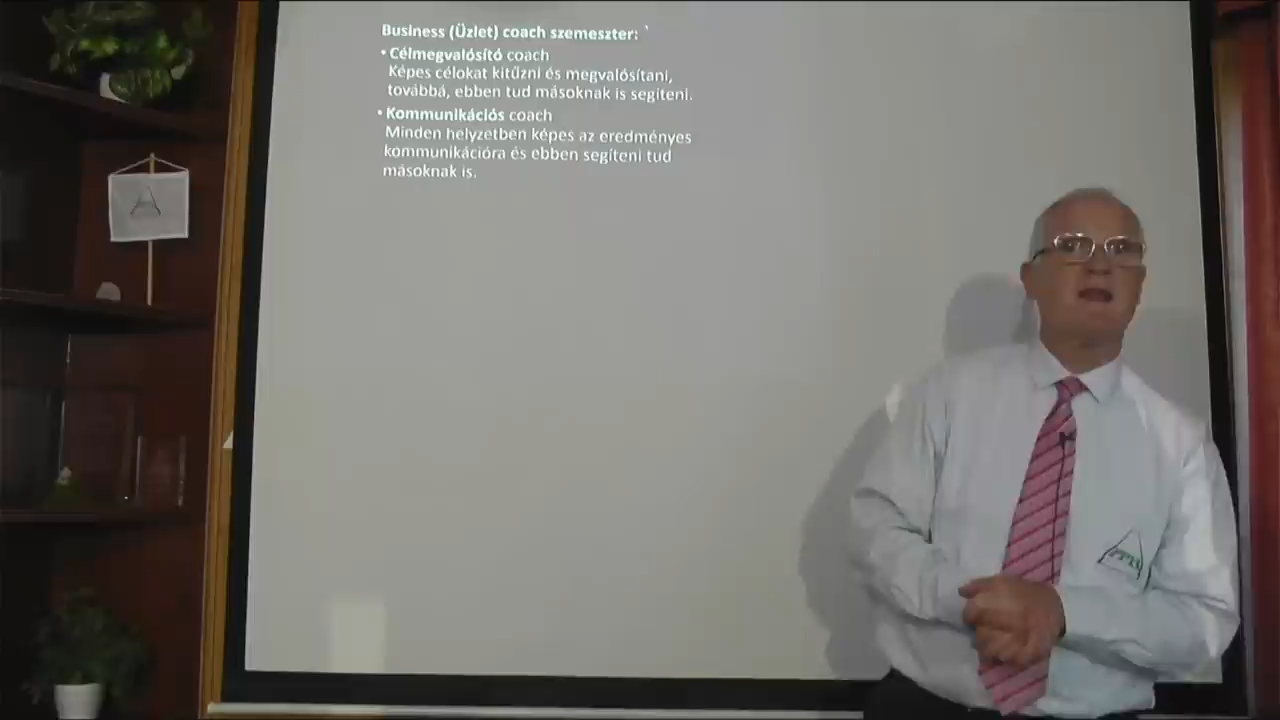 Business (Üzlet) coach szemeszter: `
• Célmegvalósító coach
Képes célokat kitűzni és megvalósítani,
továbbá, ebben tud másoknak is segíteni.
• Kommunikációs coach
Minden helyzetben képes az eredményes
kommunikációra és ebben segíteni tud
másoknak is.